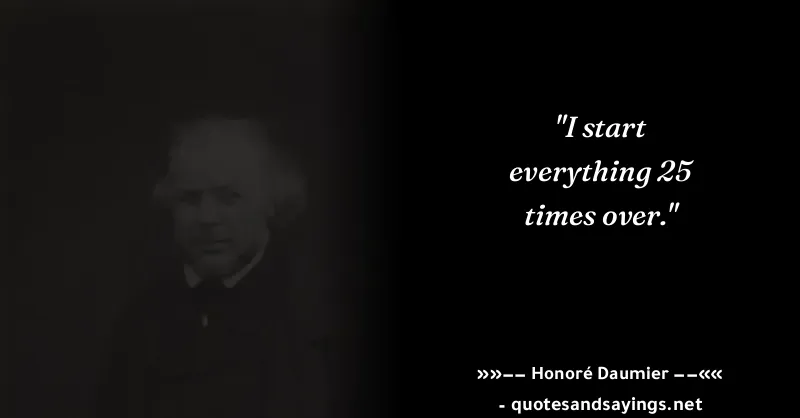 "I start
everything 25
times over."
»»−− Honoré Daumier −−««
- quotesandsayings.net